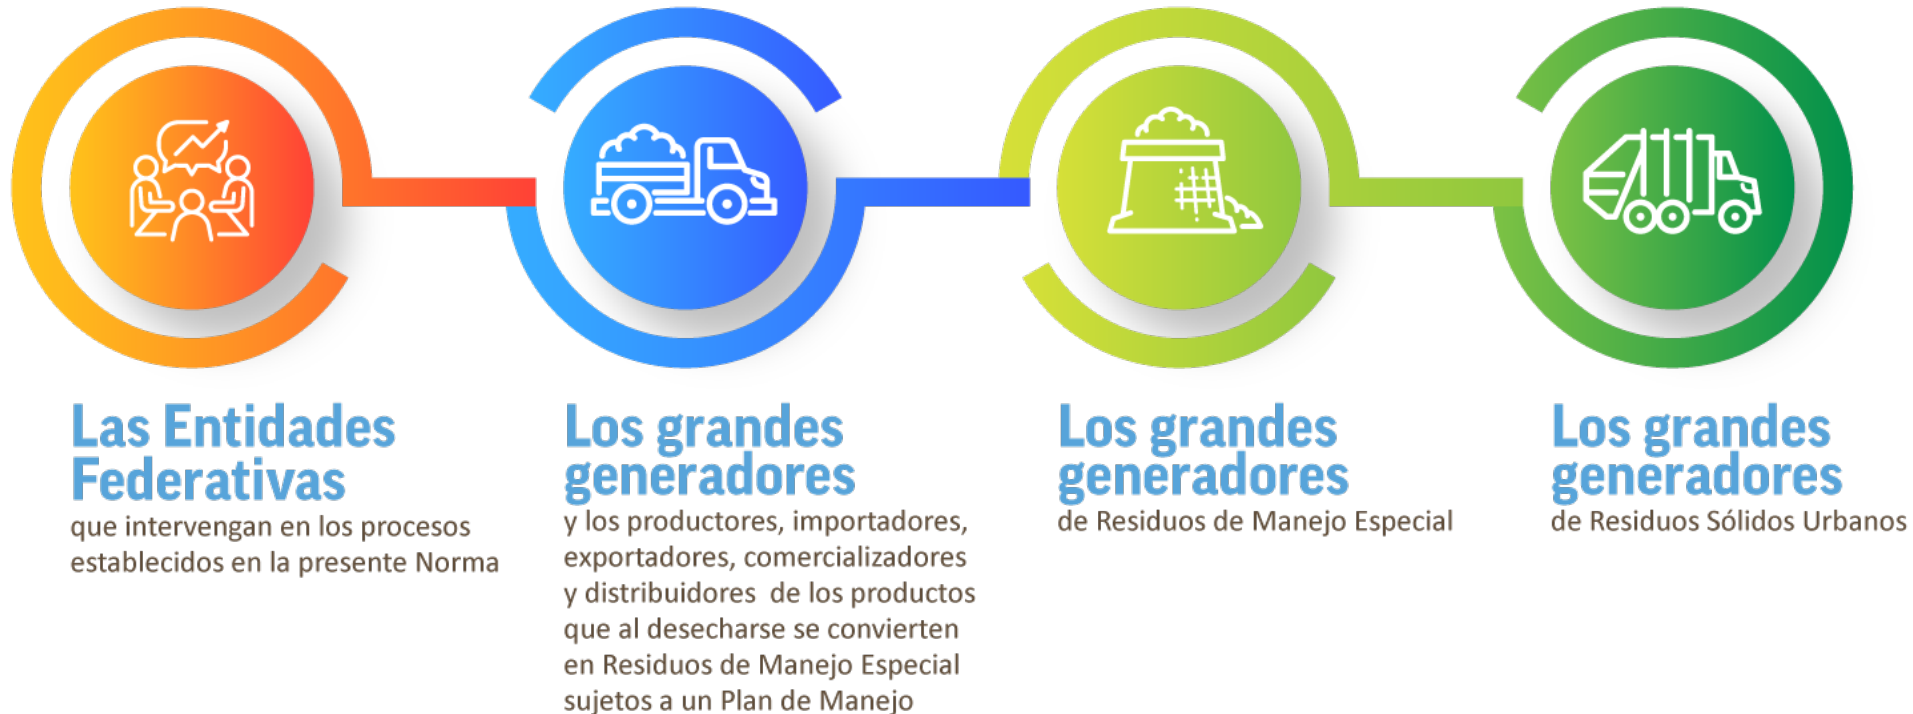 Las Entidades
Federativas
que intervengan en los procesos
establecidos en la presente Norma
Los grandes
generadores
y los productores, importadores,
exportadores, comercializadores
y distribuidores de los productos
que al desecharse se convierten
en Residuos de Manejo Especial
sujetos a un Plan de Manejo
Los grandes
generadores
de Residuos de Manejo Especial
Los grandes
generadores
de Residuos Sólidos Urbanos